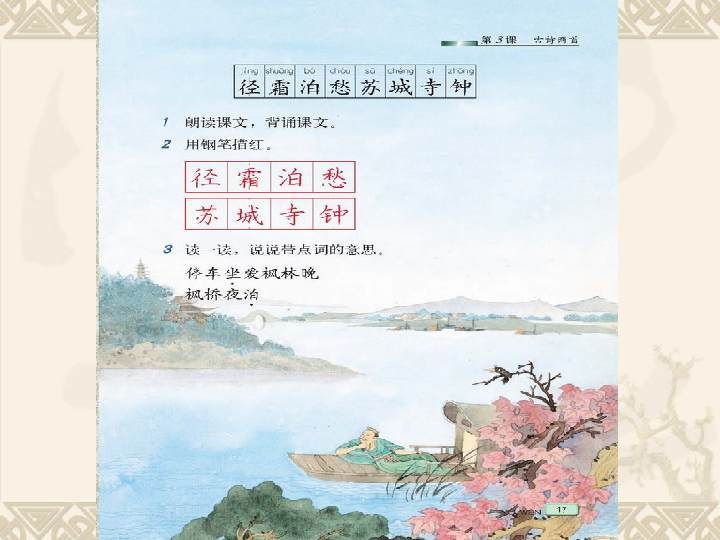 第3课 古诗两首
jìng shuāng bó chóu sū chéng sì zhōng
径霜泊愁苏城寺钟
1 朗读课文，背诵课文。
2 用钢笔描红。
径霜泊愁
苏城寺钟
3 读一读，说说带点词的意思。
停车坐爱枫林晚
枫桥夜泊
WEN 17